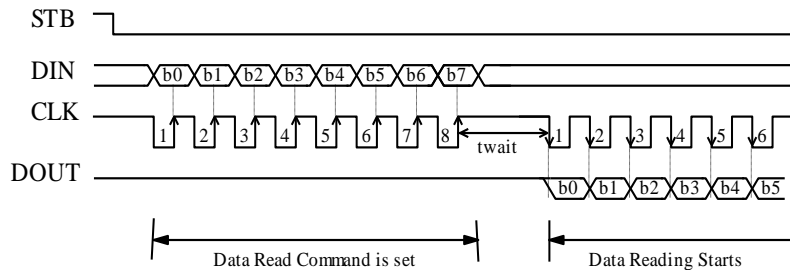 STB
DIN b0 b1 b2 b3 b4 b5 b6 b7
CLK 1 2 3 4 5 6 7 8 twait 1 2 3 4 5 6
DOUT b0 b1 b2 b3 b4 b5
Data Read Command is set Data Reading Starts